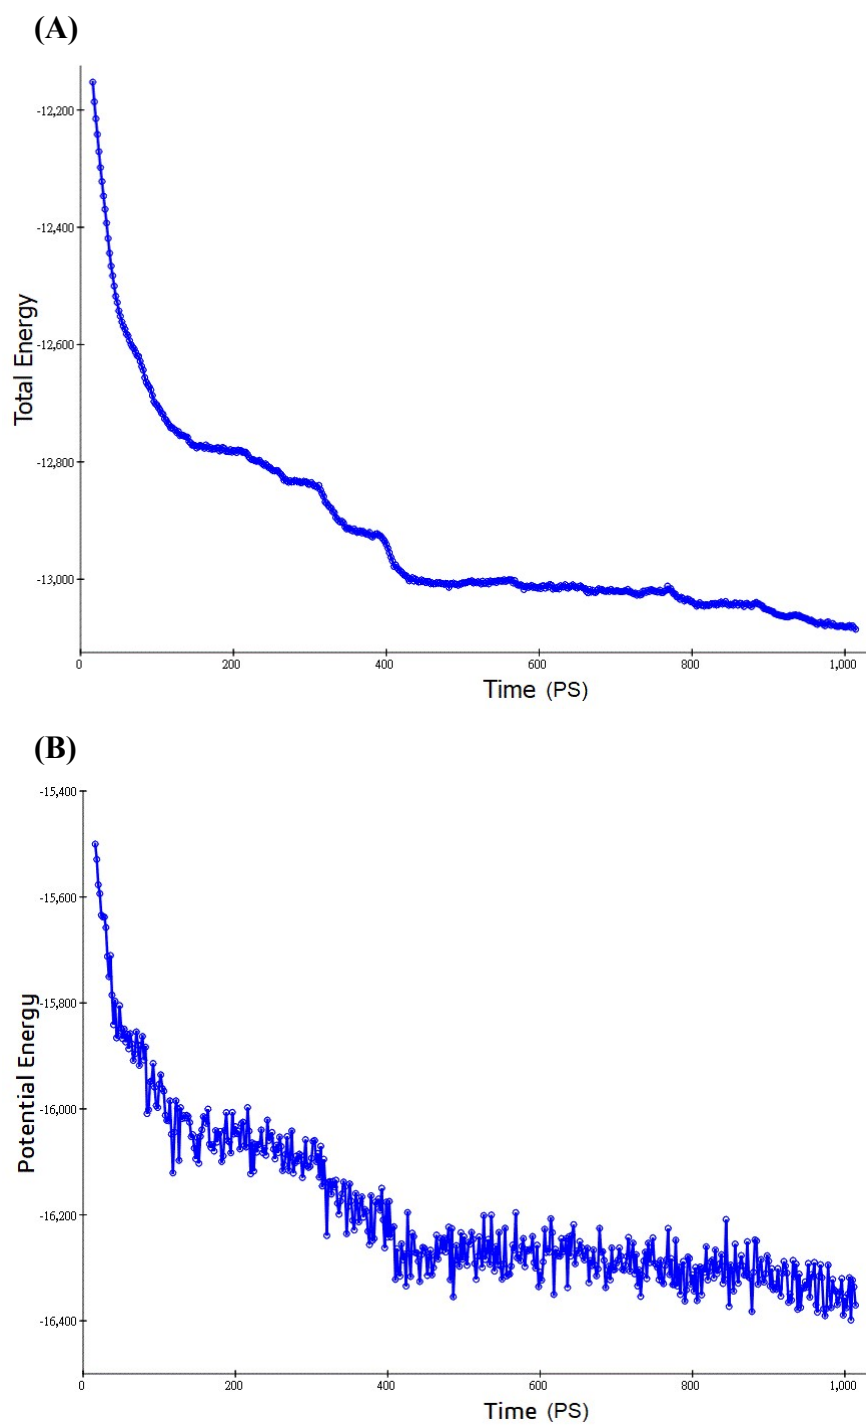 (A)
-12,200
-12,400
-12,600
-12,800
-13,000
Total Energy
0 200 400 600 800 1,000
Time (PS)
(B)
-15,400
-15,600
-15,800
-16,000
-16,200
-16,400
Potential Energy
0 200 400 600 800 1,000
Time (PS)